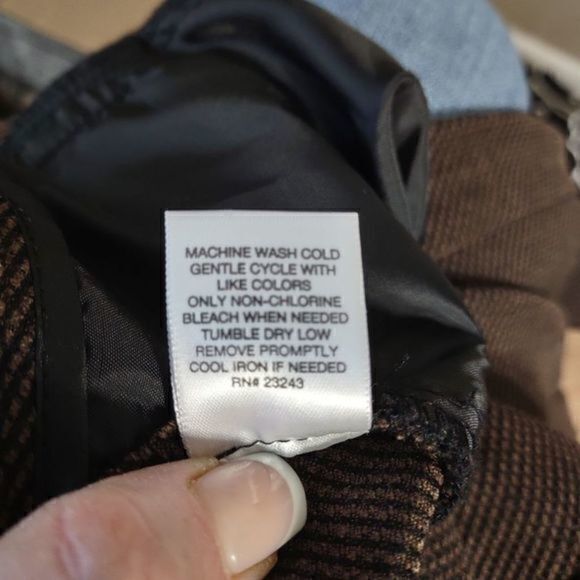 MACHINE WASH COLD
GENTLE CYCLE WITH
LIKE COLORS
ONLY NON-CHLORINE
BLEACH WHEN NEEDED
TUMBLE DRY LOW
REMOVE PROMPTLY
COOL IRON IF NEEDED
RN# 23243